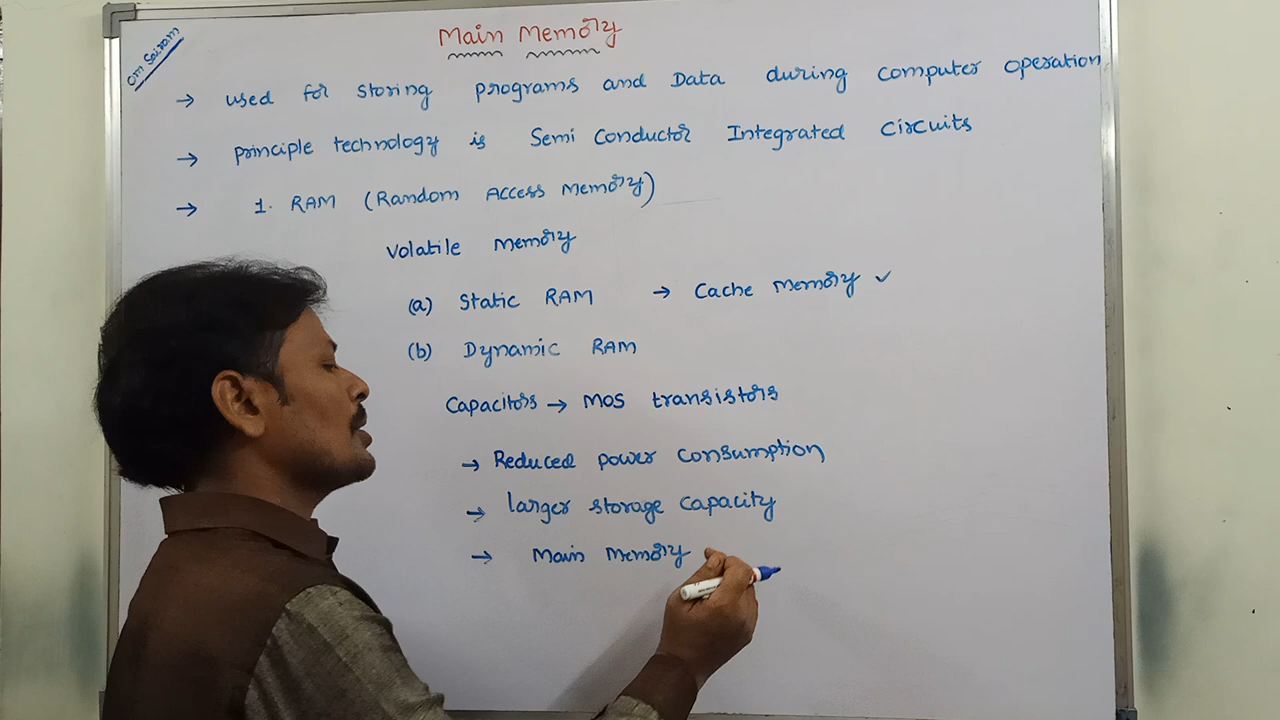 Om Sairam
Main Memory
→ used for storing programs and Data during computer operation
→ principle technology is Semi Conductor Integrated Circuits
→ 1. RAM (Random Access Memory)
Volatile Memory
(a) Static RAM → Cache Memory ✓
(b) Dynamic RAM
Capacitors → MOS transistors
→ Reduced power consumption
→ larger storage capacity
→ Main Memory